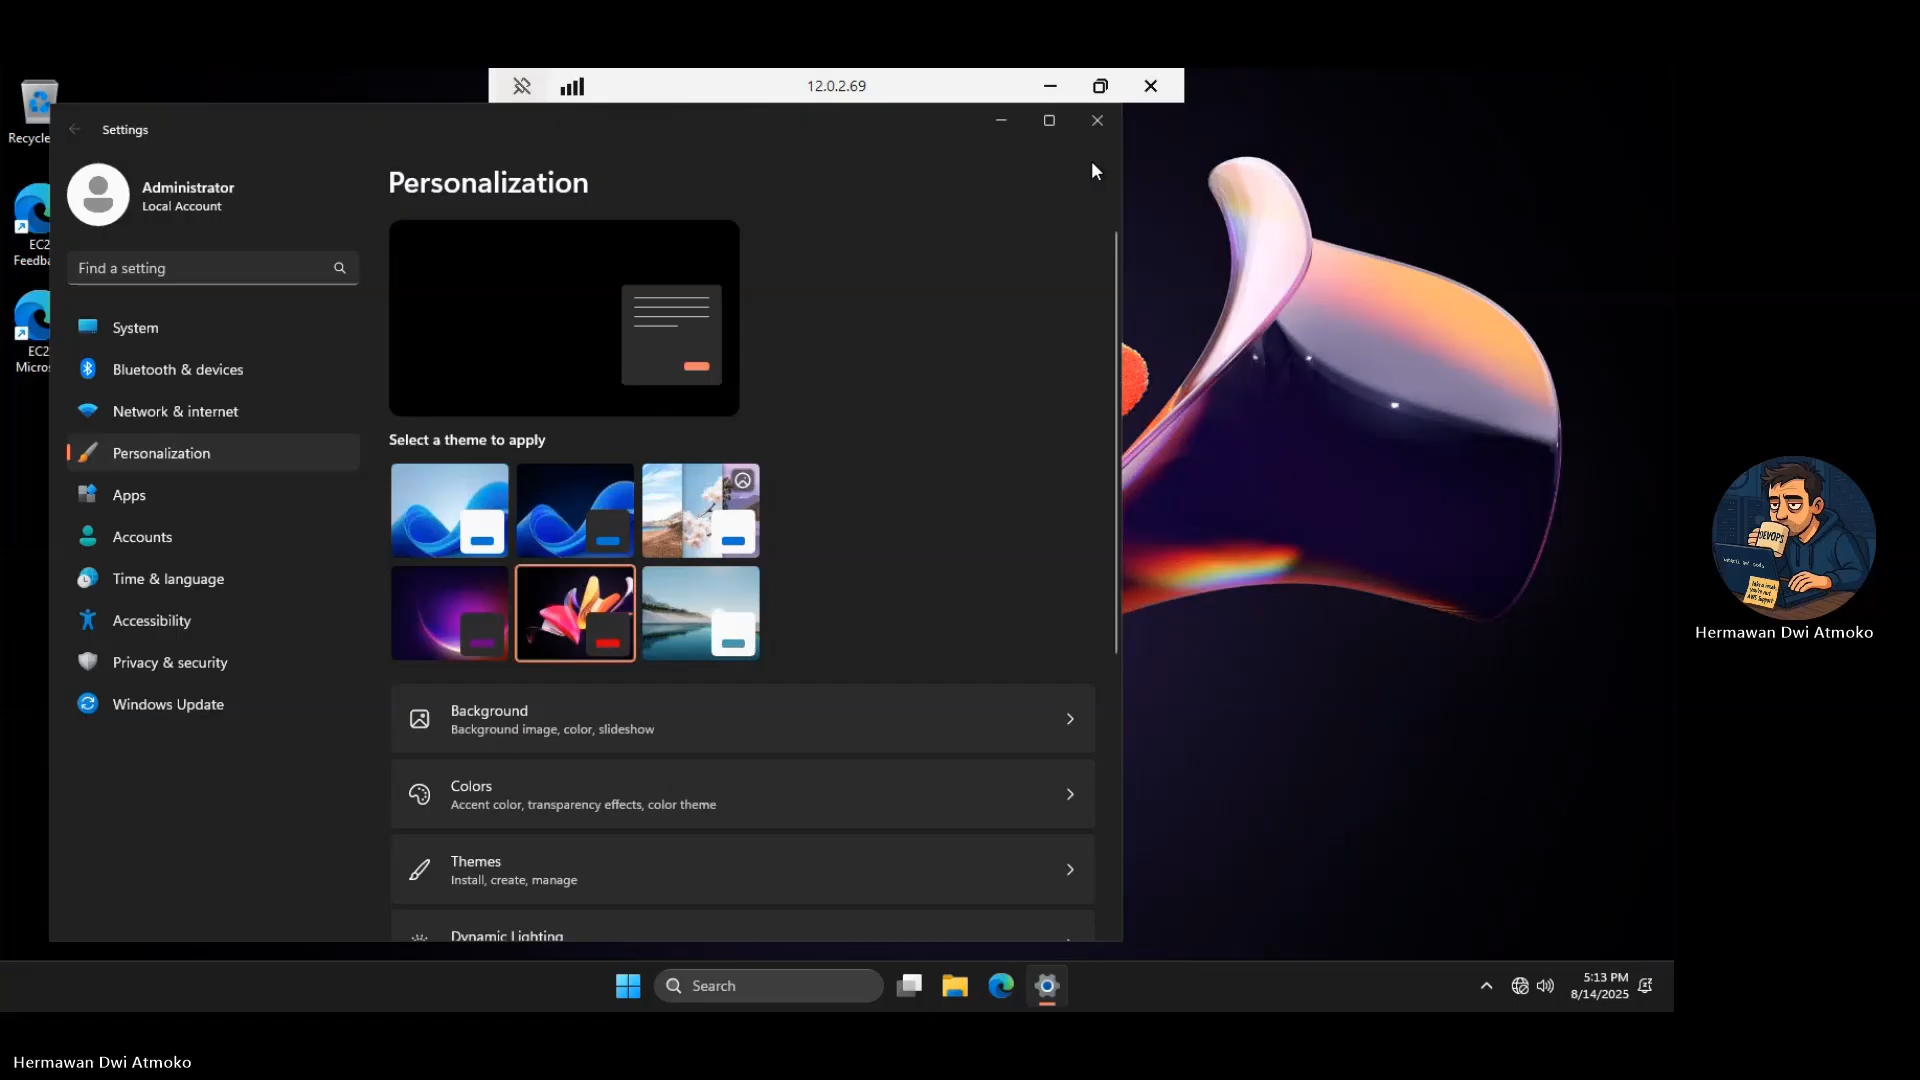 12.0.2.69
Recycle
EC2
Feedba
EC2
Micros
Settings
Administrator
Local Account
Find a setting
System
Bluetooth & devices
Network & internet
Personalization
Apps
Accounts
Time & language
Accessibility
Privacy & security
Windows Update
Personalization
Select a theme to apply
Background
Background image, color, slideshow
Colors
Accent color, transparency effects, color theme
Themes
Install, create, manage
Dynamic Lighting
DEVOPS
Hermawan Dwi Atmoko
Search
5:13 PM
8/14/2025
Hermawan Dwi Atmoko